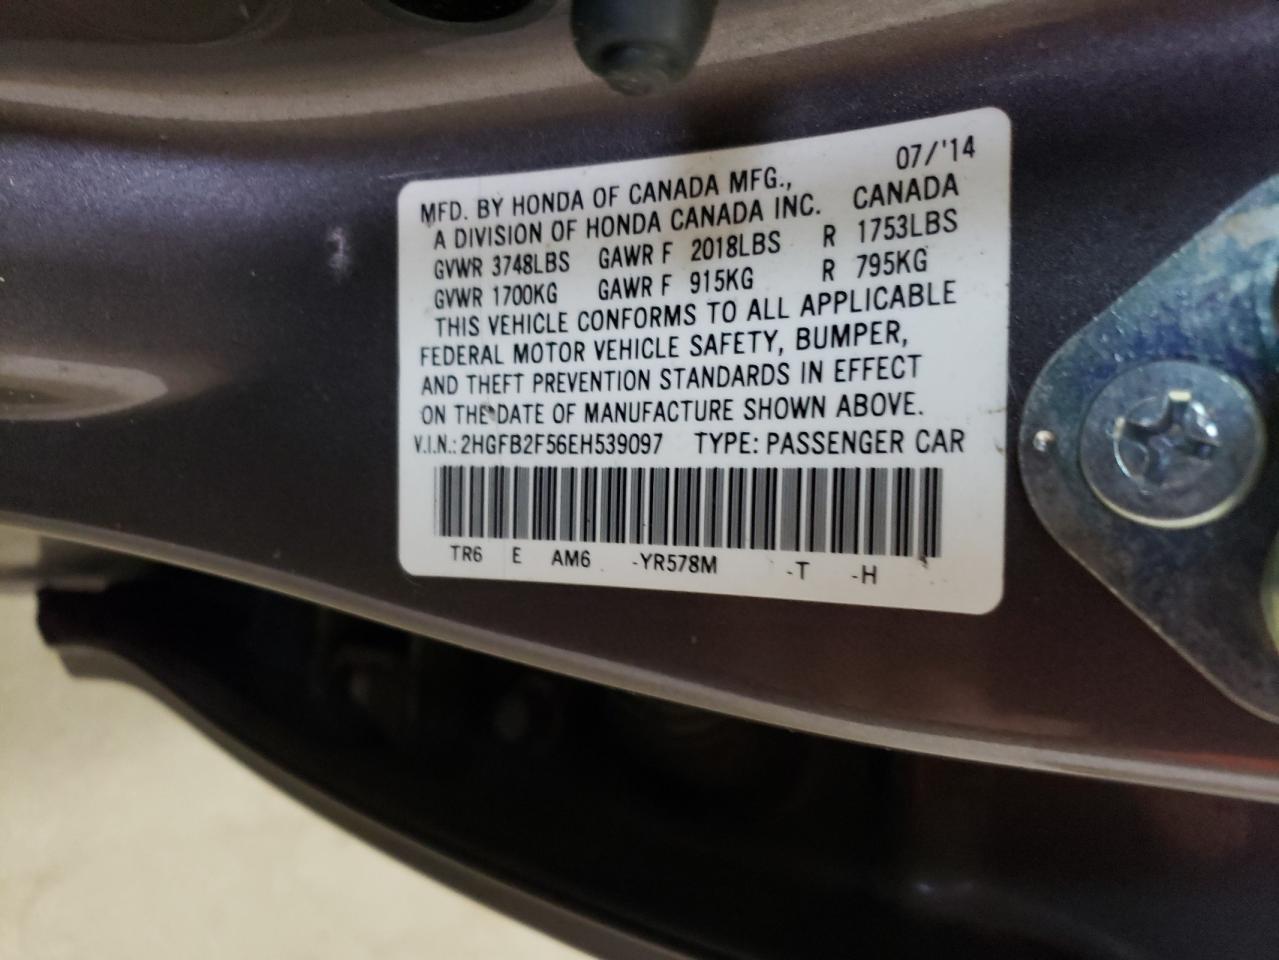 07/'14
MFD. BY HONDA OF CANADA MFG.,
A DIVISION OF HONDA CANADA INC. CANADA
GVWR 3748LBS GAWR F 2018LBS R 1753LBS
GVWR 1700KG GAWR F 915KG R 795KG
THIS VEHICLE CONFORMS TO ALL APPLICABLE
FEDERAL MOTOR VEHICLE SAFETY, BUMPER,
AND THEFT PREVENTION STANDARDS IN EFFECT
ON THE DATE OF MANUFACTURE SHOWN ABOVE.
V.I.N.: 2HGFB2F56EH539097 TYPE: PASSENGER CAR
TR6 E AM6 -YR578M -T -H